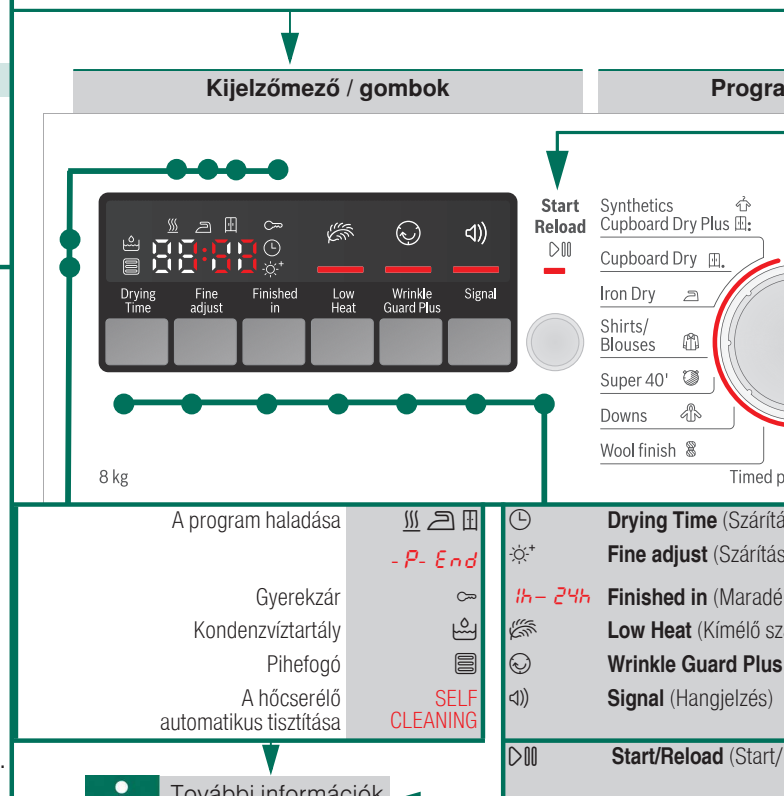 Kijelzőmező / gombok
Progra
Start
Reload
Synthetics
Cupboard Dry Plus
Cupboard Dry
Iron Dry
Shirts/
Blouses
Super 40'
Downs
Wool finish
Drying
Time
Fine
adjust
Finished
in
Low
Heat
Wrinkle
Guard Plus
Signal
8 kg
Timed p
A program haladása
- P- End
Gyerekzár
Kondenzvíztartály
Pihefogó
A hőcserélő
automatikus tisztítása
SELF
CLEANING
Drying Time (Szárítá
Fine adjust (Szárítás
1h– 24h Finished in (Maradé
Low Heat (Kímélő sz
Wrinkle Guard Plus
Signal (Hangjelzés)
Start/Reload (Start/
További információk